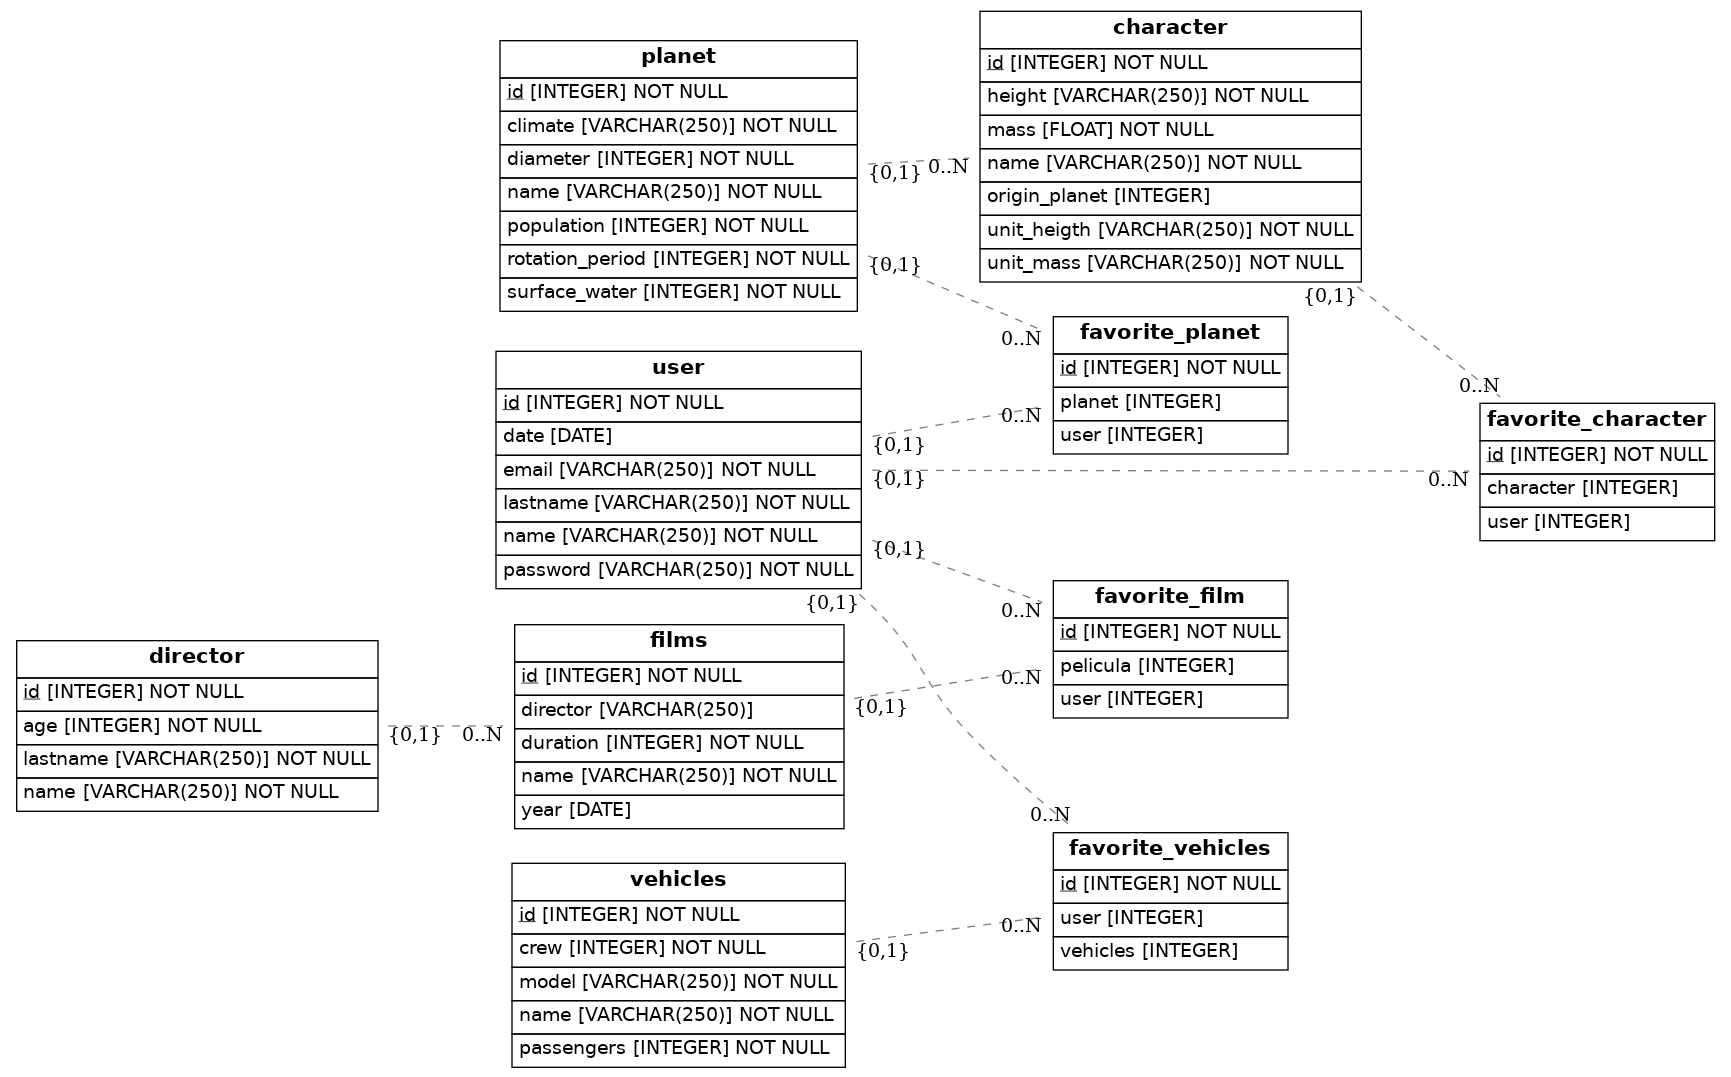 planet
id [INTEGER] NOT NULL
climate [VARCHAR(250)] NOT NULL
diameter [INTEGER] NOT NULL
name [VARCHAR(250)] NOT NULL
population [INTEGER] NOT NULL
rotation_period [INTEGER] NOT NULL
surface_water [INTEGER] NOT NULL
character
id [INTEGER] NOT NULL
height [VARCHAR(250)] NOT NULL
mass [FLOAT] NOT NULL
name [VARCHAR(250)] NOT NULL
origin_planet [INTEGER]
unit_heigth [VARCHAR(250)] NOT NULL
unit_mass [VARCHAR(250)] NOT NULL
{0,1}
0..N
{0,1}
0..N
{0,1}
0..N
favorite_planet
id [INTEGER] NOT NULL
planet [INTEGER]
user [INTEGER]
user
id [INTEGER] NOT NULL
date [DATE]
email [VARCHAR(250)] NOT NULL
lastname [VARCHAR(250)] NOT NULL
name [VARCHAR(250)] NOT NULL
password [VARCHAR(250)] NOT NULL
{0,1}
0..N
{0,1}
0..N
favorite_character
id [INTEGER] NOT NULL
character [INTEGER]
user [INTEGER]
{0,1}
0..N
{0,1}
0..N
favorite_film
id [INTEGER] NOT NULL
pelicula [INTEGER]
user [INTEGER]
director
id [INTEGER] NOT NULL
age [INTEGER] NOT NULL
lastname [VARCHAR(250)] NOT NULL
name [VARCHAR(250)] NOT NULL
{0,1}
0..N
films
id [INTEGER] NOT NULL
director [VARCHAR(250)]
duration [INTEGER] NOT NULL
name [VARCHAR(250)] NOT NULL
year [DATE]
{0,1}
0..N
favorite_vehicles
id [INTEGER] NOT NULL
user [INTEGER]
vehicles [INTEGER]
vehicles
id [INTEGER] NOT NULL
crew [INTEGER] NOT NULL
model [VARCHAR(250)] NOT NULL
name [VARCHAR(250)] NOT NULL
passengers [INTEGER] NOT NULL
{0,1}
0..N